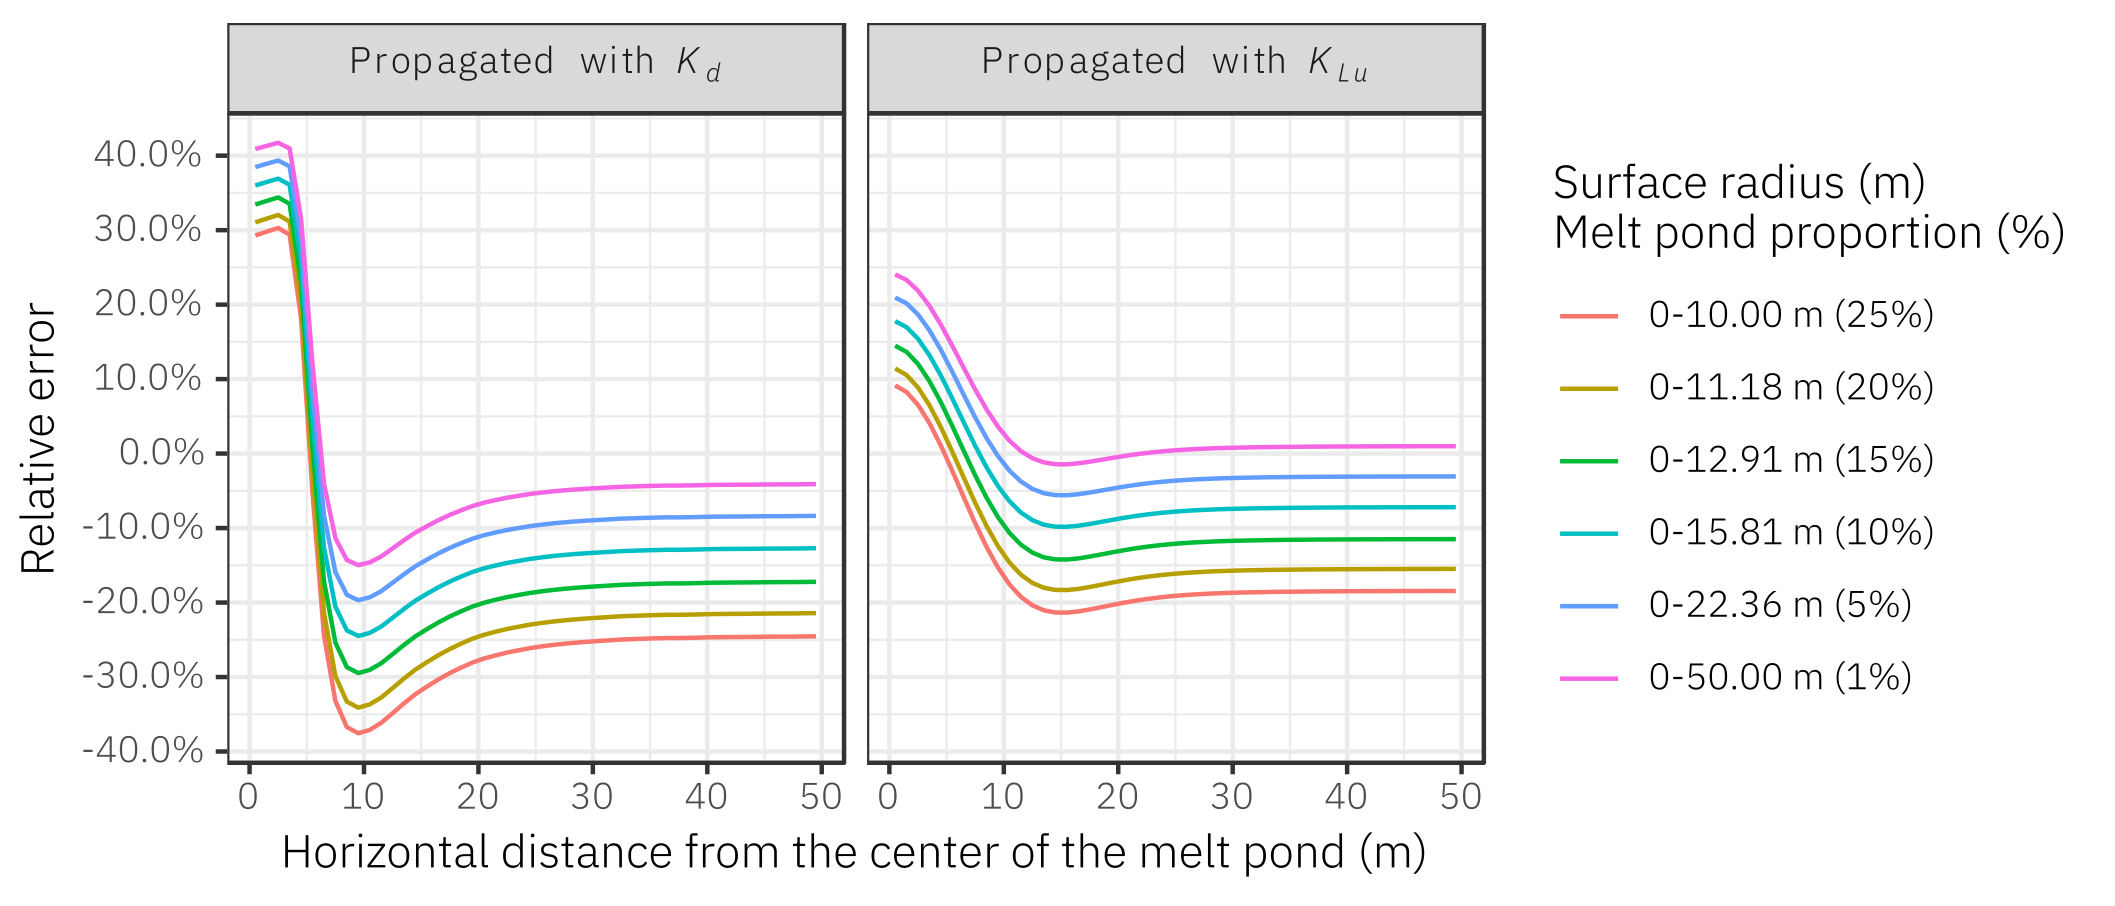 Propagated with Kd
Propagated with KLu
Relative error
40.0%
30.0%
20.0%
10.0%
0.0%
-10.0%
-20.0%
-30.0%
-40.0%
0 10 20 30 40 50
0 10 20 30 40 50
Horizontal distance from the center of the melt pond (m)
Surface radius (m)
Melt pond proportion (%)
0-10.00 m (25%)
0-11.18 m (20%)
0-12.91 m (15%)
0-15.81 m (10%)
0-22.36 m (5%)
0-50.00 m (1%)